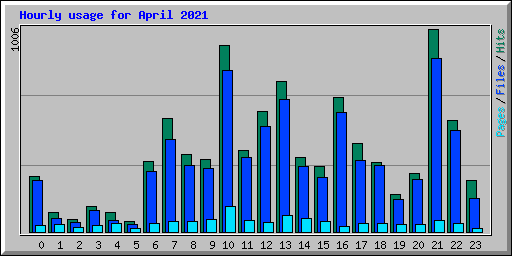 Hourly usage for April 2021
1006
Pages/Files/Hits
0 1 2 3 4 5 6 7 8 9 10 11 12 13 14 15 16 17 18 19 20 21 22 23